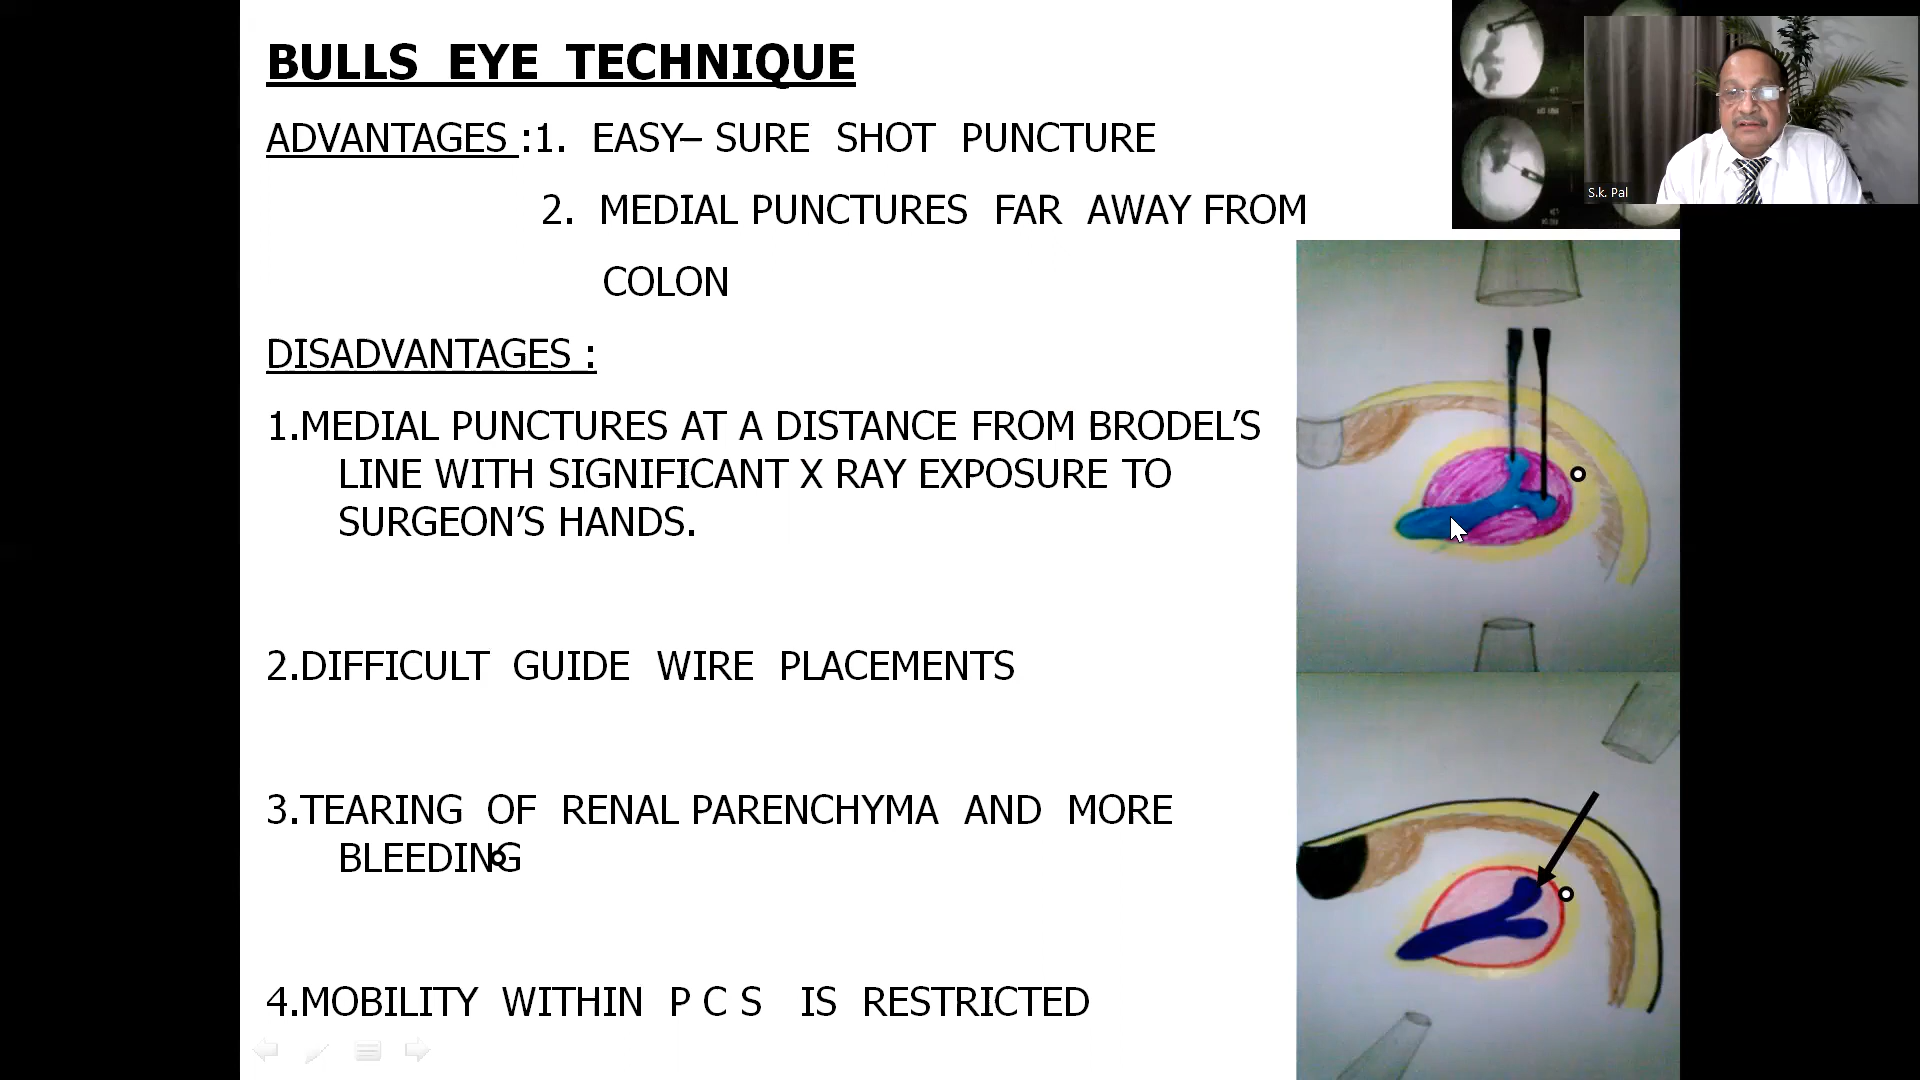 BULLS EYE TECHNIQUE
ADVANTAGES :1. EASY– SURE SHOT PUNCTURE
2. MEDIAL PUNCTURES FAR AWAY FROM
COLON
DISADVANTAGES :
1.MEDIAL PUNCTURES AT A DISTANCE FROM BRODEL’S
LINE WITH SIGNIFICANT X RAY EXPOSURE TO
SURGEON’S HANDS.
2.DIFFICULT GUIDE WIRE PLACEMENTS
3.TEARING OF RENAL PARENCHYMA AND MORE
BLEEDING
4.MOBILITY WITHIN P C S IS RESTRICTED
S.k. Pal